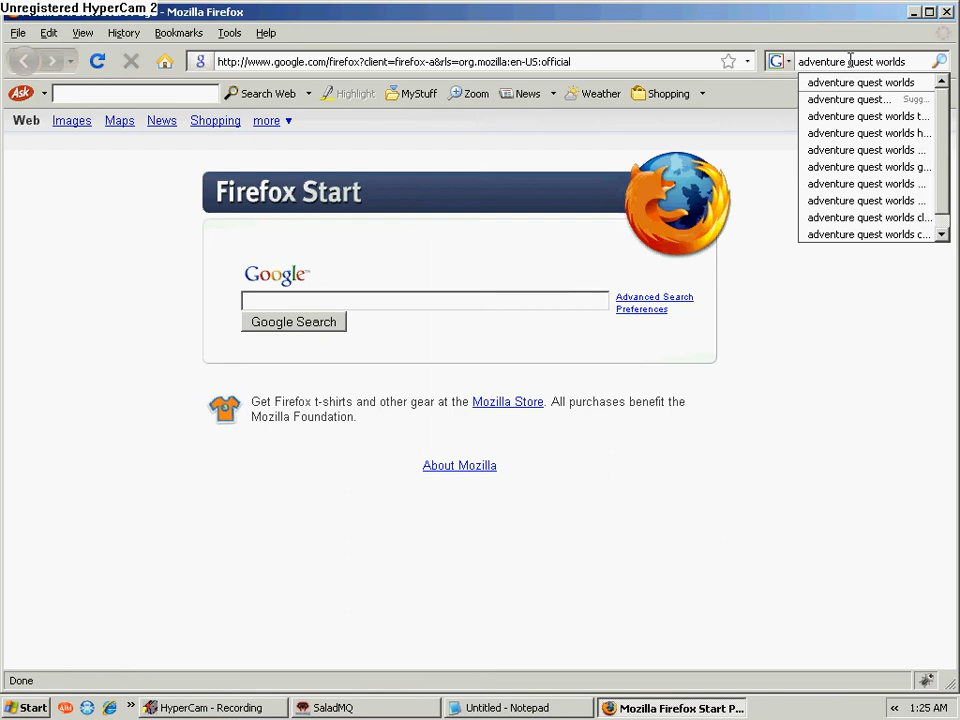 Unregistered HyperCam 2
- Mozilla Firefox
File Edit View History Bookmarks Tools Help
http://www.google.com/firefox?client=firefox-a&rls=org.mozilla:en-US:official
adventure quest worlds
Ask Search Web Highlight MyStuff Zoom News Weather Shopping
adventure quest worlds
adventure quest... Sugg...
adventure quest worlds t...
adventure quest worlds h...
adventure quest worlds ...
adventure quest worlds g...
adventure quest worlds ...
adventure quest worlds ...
adventure quest worlds cl...
adventure quest worlds c...
Web Images Maps News Shopping more ▼
Firefox Start
Google™
Advanced Search
Preferences
Google Search
Get Firefox t-shirts and other gear at the Mozilla Store. All purchases benefit the
Mozilla Foundation.
About Mozilla
Done
Start HyperCam - Recording SaladMQ Untitled - Notepad Mozilla Firefox Start P... 1:25 AM